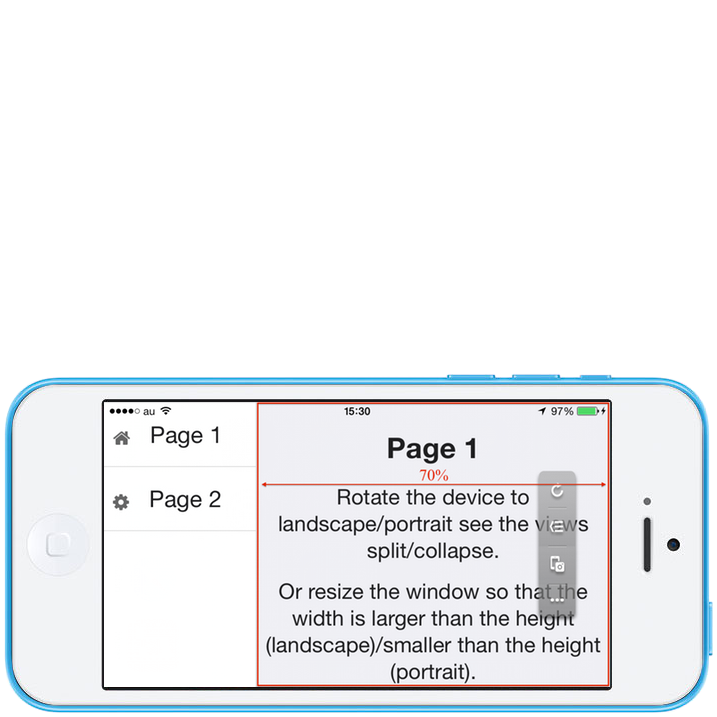 au 15:30 97%
Page 1
Page 2
Page 1
70%
Rotate the device to
landscape/portrait see the views
split/collapse.
Or resize the window so that the
width is larger than the height
(landscape)/smaller than the height
(portrait).